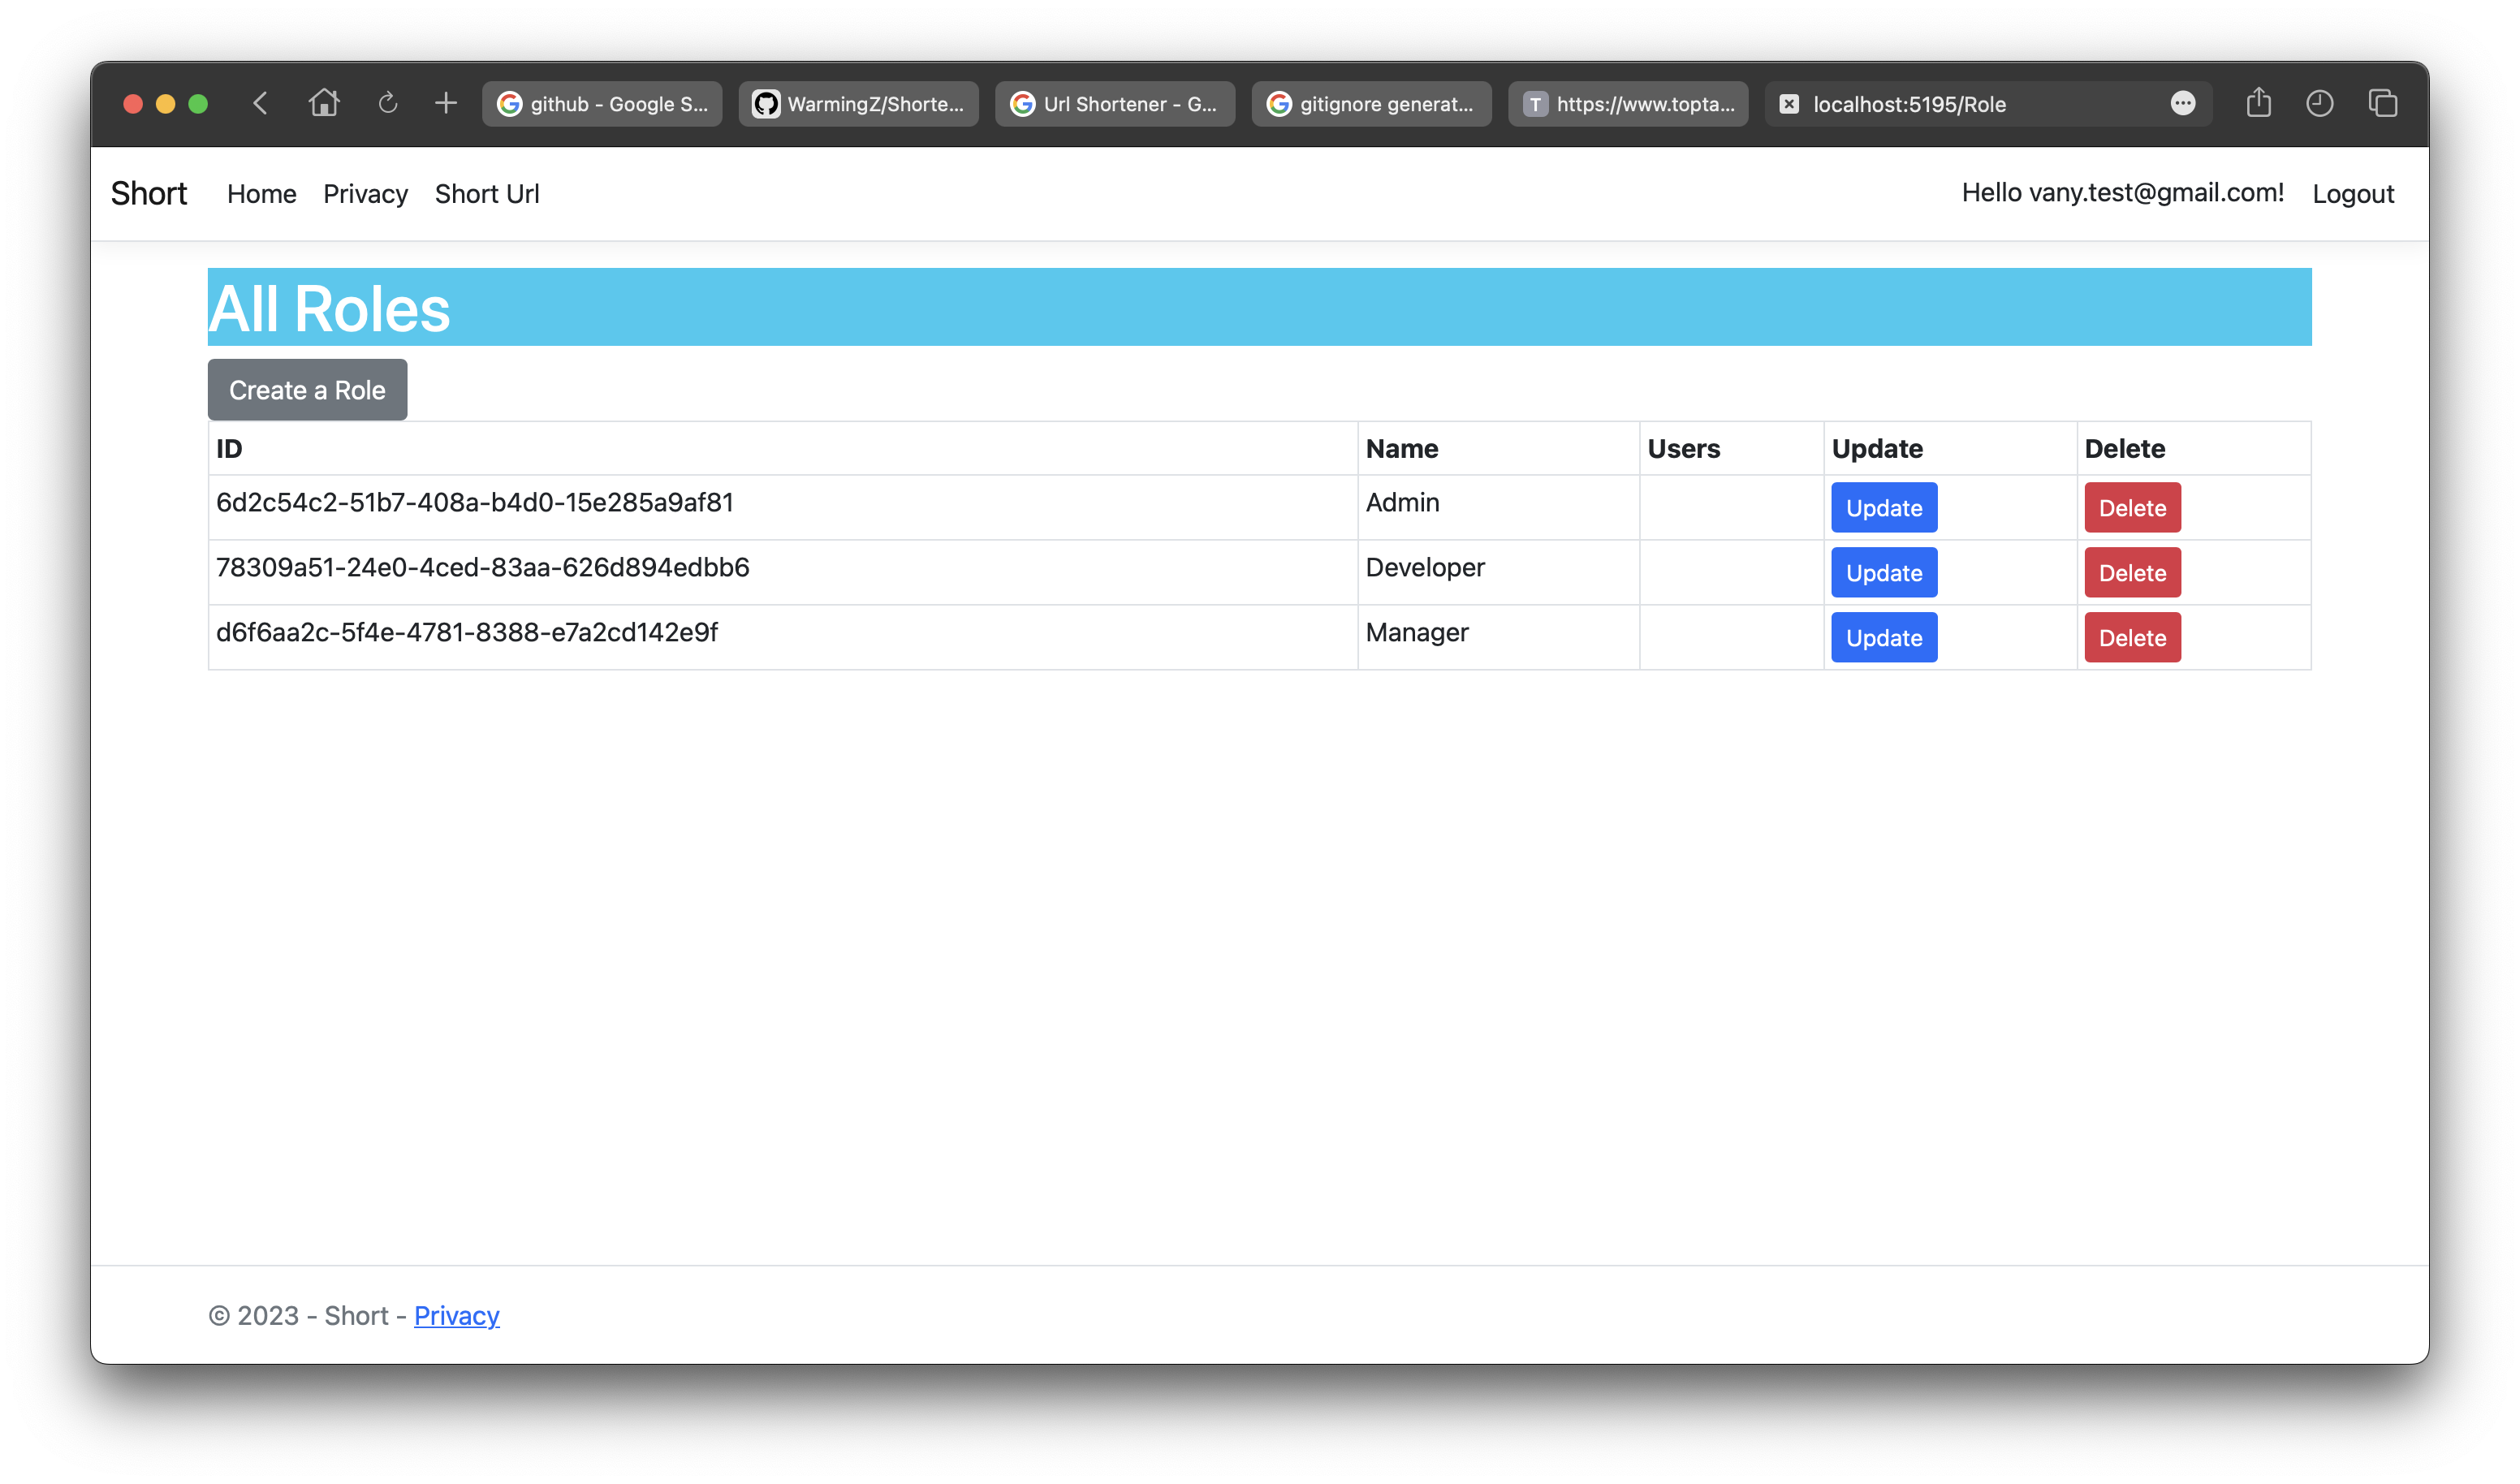 github - Google S... WarmingZ/Shorte... Url Shortener - G... gitignore generat... T https://www.topta... localhost:5195/Role
Short Home Privacy Short Url Hello vany.test@gmail.com! Logout
All Roles
Create a Role
ID Name Users Update Delete
6d2c54c2-51b7-408a-b4d0-15e285a9af81 Admin Update Delete
78309a51-24e0-4ced-83aa-626d894edbb6 Developer Update Delete
d6f6aa2c-5f4e-4781-8388-e7a2cd142e9f Manager Update Delete
© 2023 - Short - Privacy